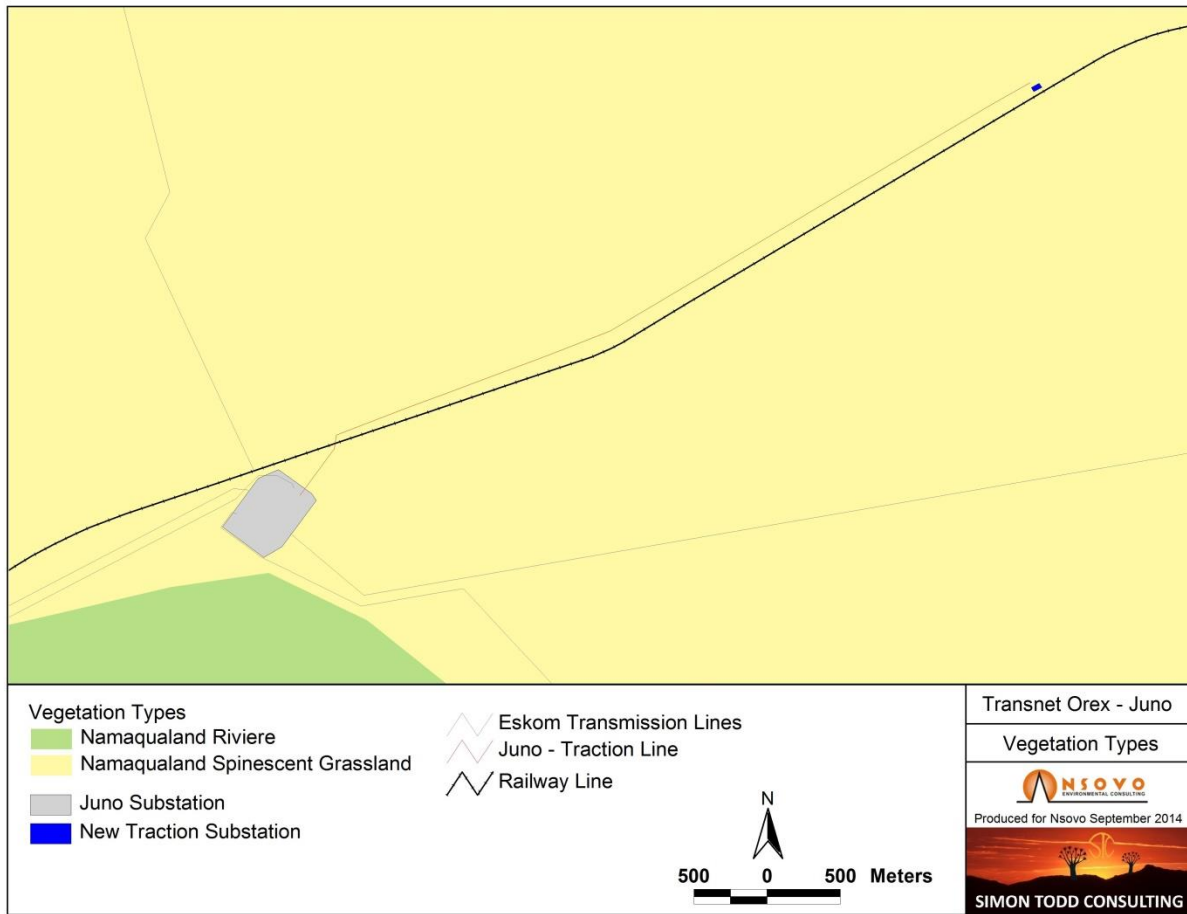 Vegetation Types
Namaqualand Riviere
Namaqualand Spinescent Grassland
Juno Substation
New Traction Substation
Eskom Transmission Lines
Juno - Traction Line
Railway Line
N
500 0 500 Meters
Transnet Orex - Juno
Vegetation Types
NSOVO
ENVIRONMENTAL CONSULTING
Produced for Nsovo September 2014
SIMON TODD CONSULTING